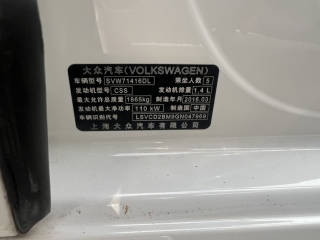 大众汽车(VOLKSWAGEN)
车辆型号 SVW71416DL 乘坐人数 5
发动机型号 CSS 发动机排量 1.4 L
最大允许总质量 1865kg 制造年月 2016.03
发动机最大净功率 110 kW 制造国 中国
车辆识别代号 LSVCD2BM9GN047969
上海大众汽车有限公司